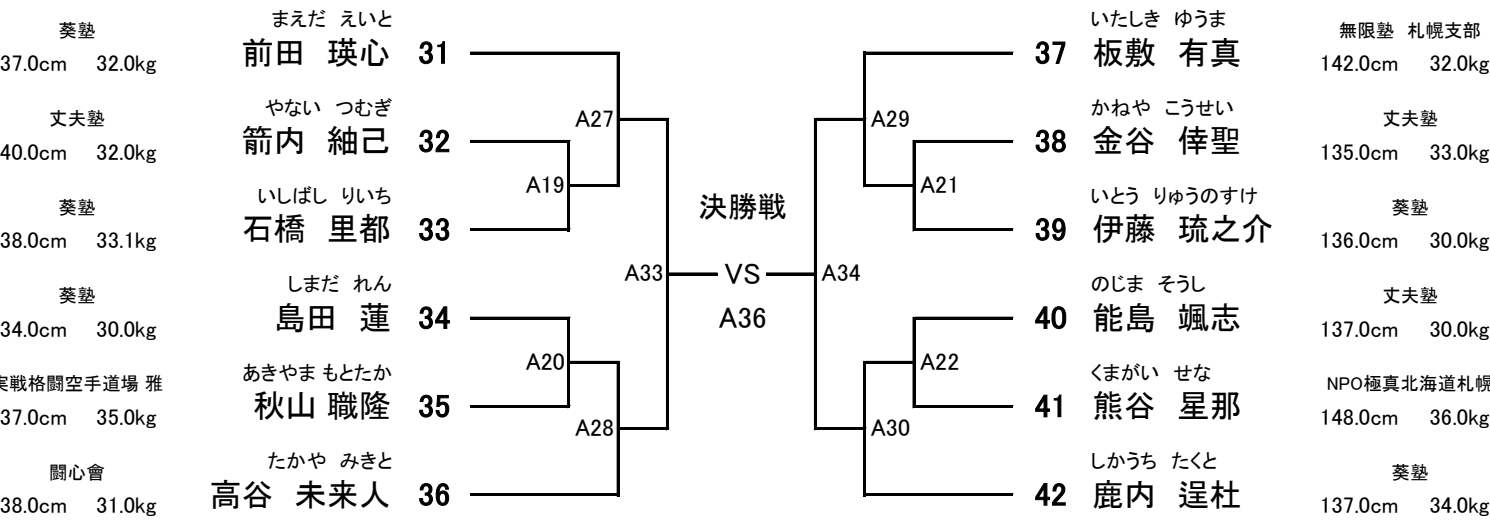 葵塾
37.0cm 32.0kg
まえだ えいと
前田 瑛心 31
丈夫塾
40.0cm 32.0kg
やない つむぎ
箭内 紬己 32
葵塾
38.0cm 33.1kg
いしばし りいち
石橋 里都 33
葵塾
34.0cm 30.0kg
しまだ れん
島田 蓮 34
実戦格闘空手道場 雅
37.0cm 35.0kg
あきやま もとたか
秋山 職隆 35
闘心會
38.0cm 31.0kg
たかや みきと
高谷 未来人 36
A27
A19
A33
A20
A28
決勝戦
VS
A36
A29
A21
A34
A22
A30
いたしき ゆうま
37 板敷 有真
無限塾 札幌支部
142.0cm 32.0kg
かねや こうせい
38 金谷 倖聖
丈夫塾
135.0cm 33.0kg
いとう りゅうのすけ
39 伊藤 琉之介
葵塾
136.0cm 30.0kg
のじま そうし
40 能島 颯志
丈夫塾
137.0cm 30.0kg
くまがい せな
41 熊谷 星那
NPO極真北海道札幌
148.0cm 36.0kg
しかうち たくと
42 鹿内 逞杜
葵塾
137.0cm 34.0kg